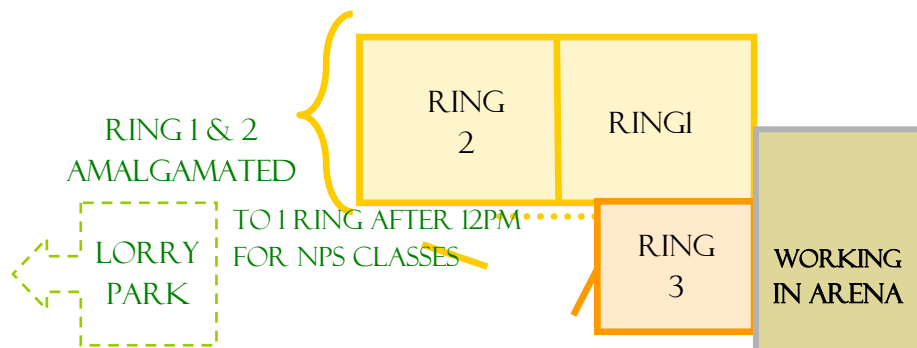 RING
2
RING1
RING 1 & 2
AMALGAMATED
TO 1 RING AFTER 12PM
FOR NPS CLASSES
LORRY
PARK
RING
3
WORKING
IN ARENA